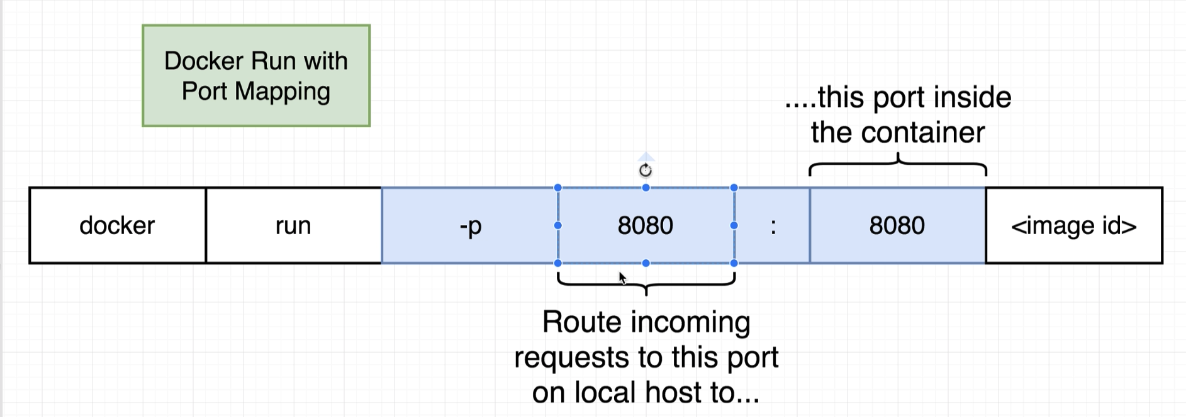 Docker Run with
Port Mapping
....this port inside
the container
docker run -p 8080 : 8080 <image id>
Route incoming
requests to this port
on local host to...